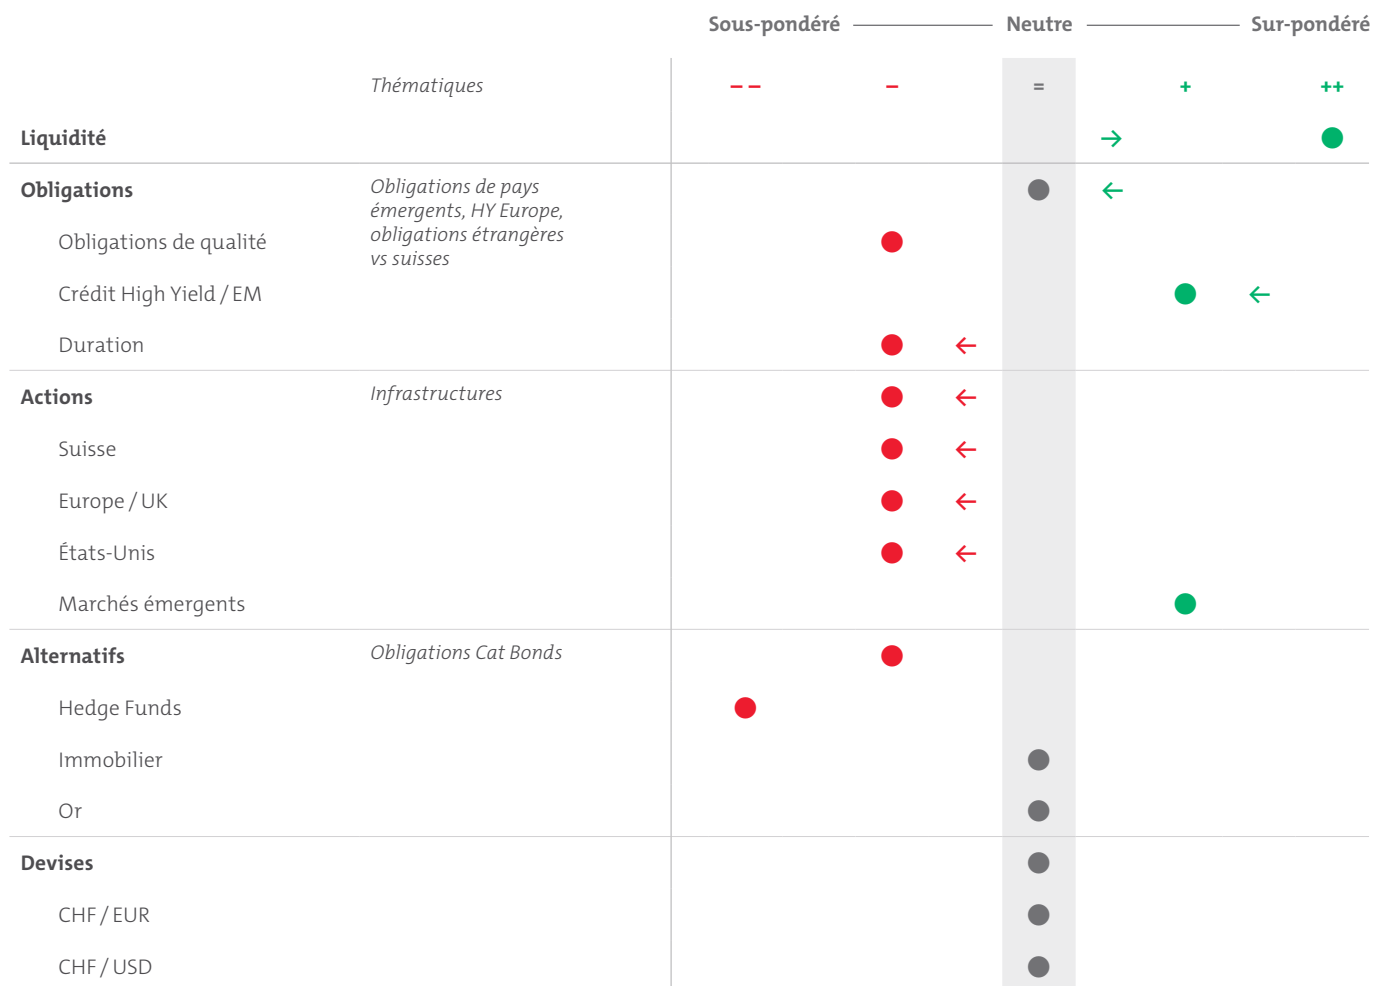 Sous-pondéré Neutre Sur-pondéré
Thématiques – – – = + ++
Liquidité →
Obligations Obligations de pays ←
émergents, HY Europe,
Obligations de qualité obligations étrangères
vs suisses
Crédit High Yield / EM ←
Duration ←
Actions Infrastructures ←
Suisse ←
Europe / UK ←
États-Unis ←
Marchés émergents
Alternatifs Obligations Cat Bonds
Hedge Funds
Immobilier
Or
Devises
CHF / EUR
CHF / USD